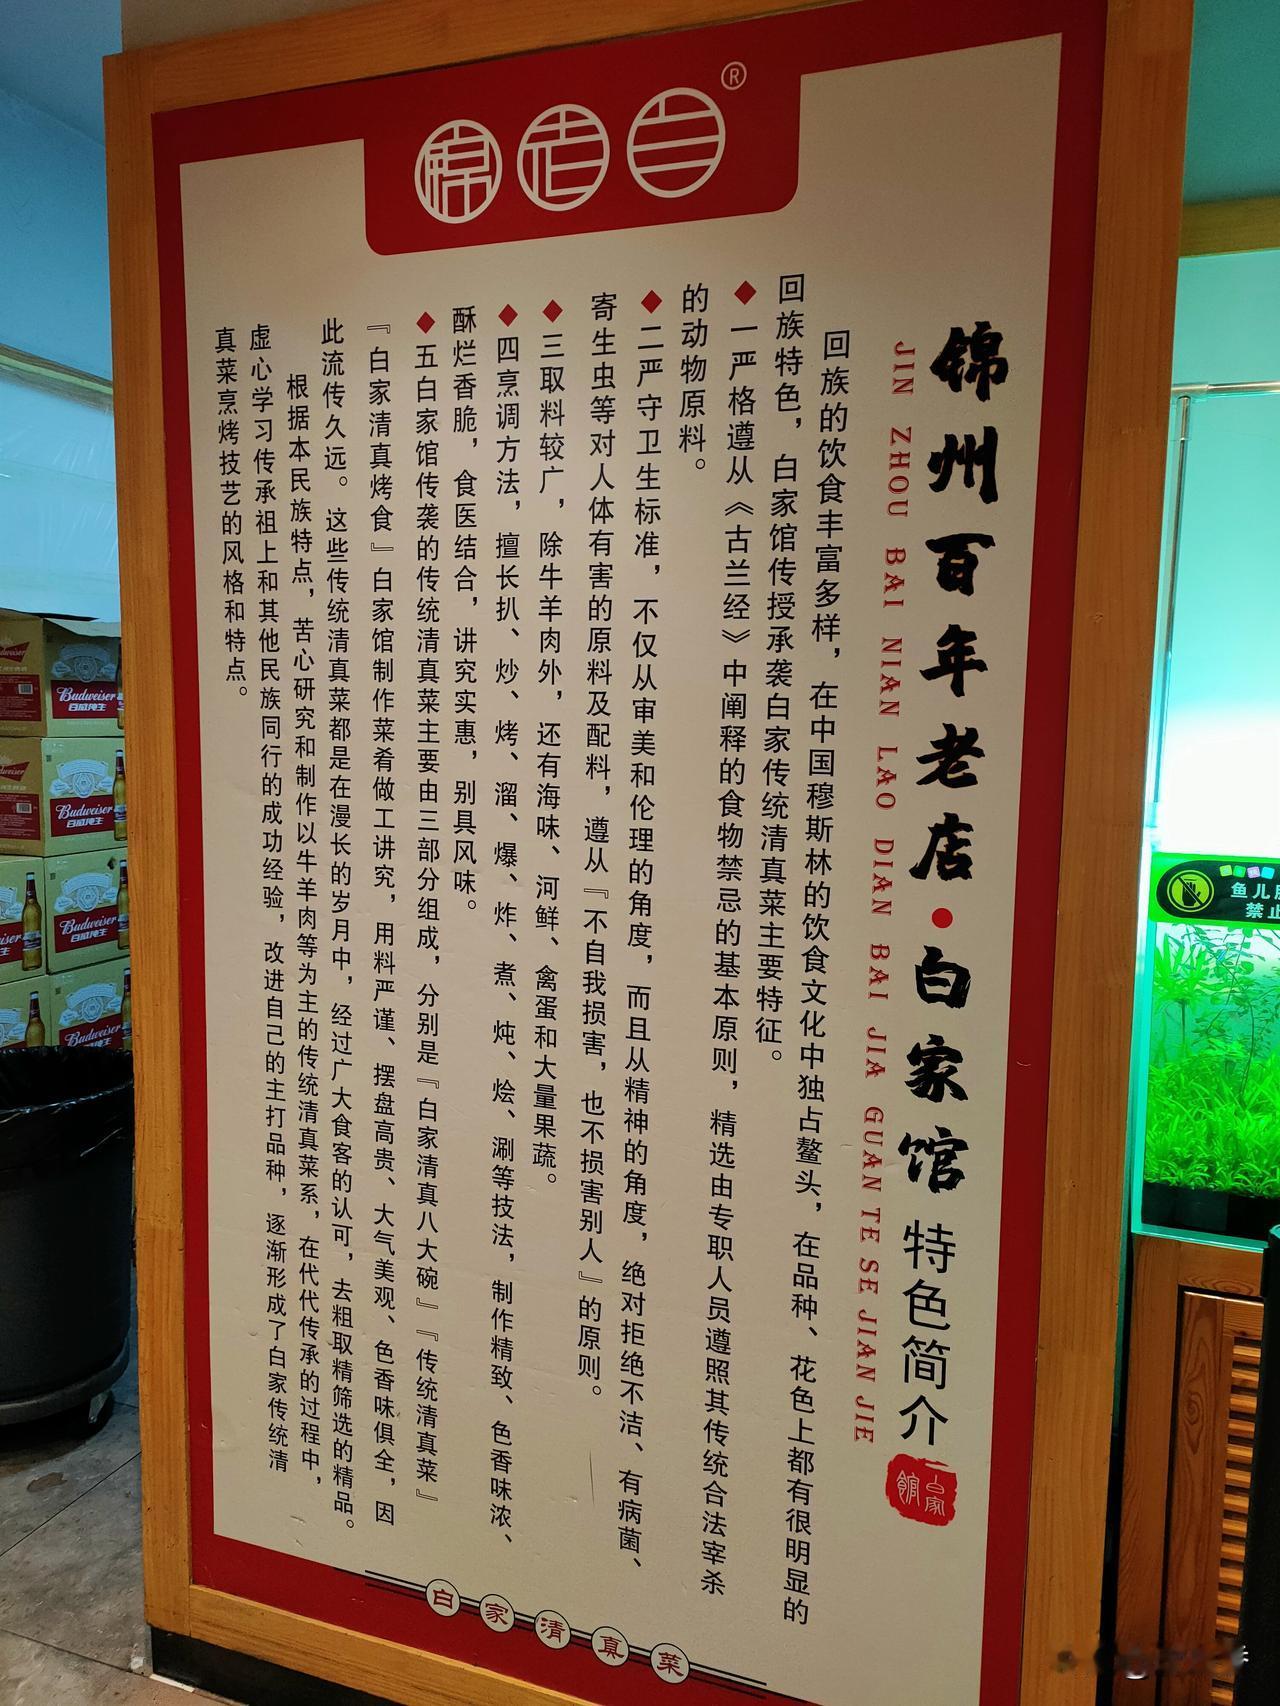 锦老白®
锦州百年老店·白家馆特色简介
JIN ZHOU BAI NIAN LAO DIAN BAI JIA GUAN TE SE JIAN JIE
白家馆
回族的饮食丰富多样，在中国穆斯林的饮食文化中独占鳌头，在品种、花色上都有很明显的
回族特色，白家馆传授承袭白家传统清真菜主要特征。
◆一严格遵从《古兰经》中阐释的食物禁忌的基本原则，精选由专职人员遵照其传统合法宰杀
的动物原料。
◆二严守卫生标准，不仅从审美和伦理的角度，而且从精神的角度，绝对拒绝不洁、有病菌、
寄生虫等对人体有害的原料及配料，遵从『不自我损害，也不损害别人』的原则。
◆三取料较广，除牛羊肉外，还有海味、河鲜、禽蛋和大量果蔬。
◆四烹调方法，擅长扒、炒、烤、溜、爆、炸、煮、炖、烩、涮等技法，制作精致、色香味浓、
酥烂香脆，食医结合，讲究实惠，别具风味。
◆五白家馆传袭的传统清真菜主要由三部分组成，分别是『白家清真八大碗』『传统清真菜』
『白家清真烤食』白家馆制作菜肴做工讲究，用料严谨、摆盘高贵、大气美观、色香味俱全，因
此流传久远。这些传统清真菜都是在漫长的岁月中，经过广大食客的认可，去粗取精筛选的精品。
根据本民族特点，苦心研究和制作以牛羊肉等为主的传统清真菜系，在代代传承的过程中，
虚心学习传承祖上和其他民族同行的成功经验，改进自己的主打品种，逐渐形成了白家传统清
真菜烹烤技艺的风格和特点。
白家清真菜
Budweiser
Budweiser
百威纯生
Budweiser
Budweiser
鱼儿
禁止